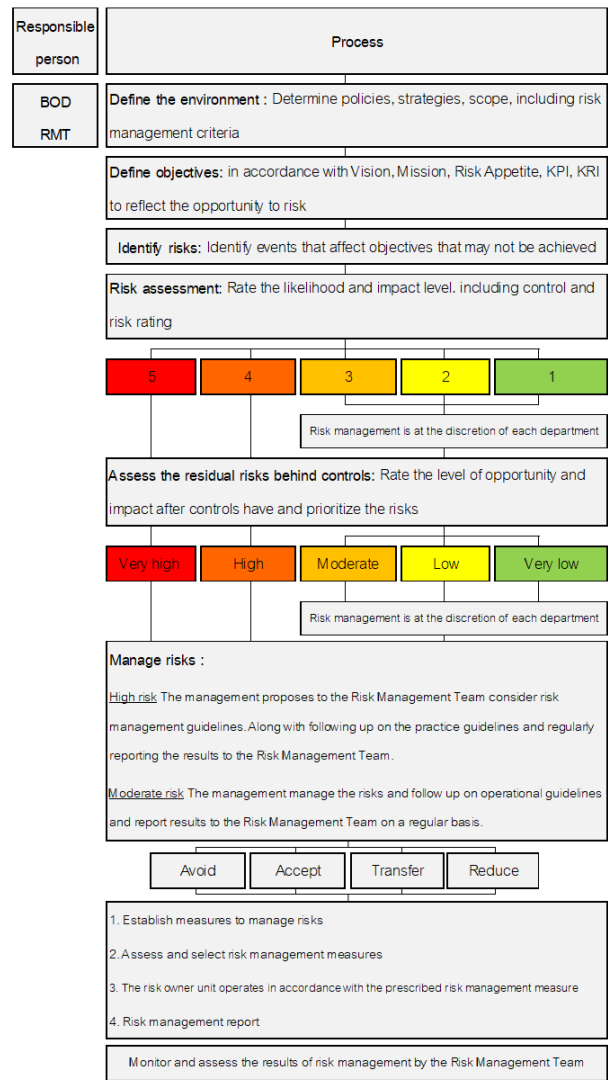 Responsible
person
Process
BOD
RMT
Define the environment : Determine policies, strategies, scope, including risk
management criteria
Define objectives: in accordance with Vision, Mission, Risk Appetite, KPI, KRI
to reflect the opportunity to risk
Identify risks: Identify events that affect objectives that may not be achieved
Risk assessment: Rate the likelihood and impact level. including control and
risk rating
5 4 3 2 1
Risk management is at the discretion of each department
Assess the residual risks behind controls: Rate the level of opportunity and
impact after controls have and prioritize the risks
Very high High Moderate Low Very low
Risk management is at the discretion of each department
Manage risks :
High risk The management proposes to the Risk Management Team consider risk
management guidelines. Along with following up on the practice guidelines and regularly
reporting the results to the Risk Management Team.
Moderate risk The management manage the risks and follow up on operational guidelines
and report results to the Risk Management Team on a regular basis.
Avoid Accept Transfer Reduce
1. Establish measures to manage risks
2. Assess and select risk management measures
3. The risk owner unit operates in accordance with the prescribed risk management measure
4. Risk management report
Monitor and assess the results of risk management by the Risk Management Team